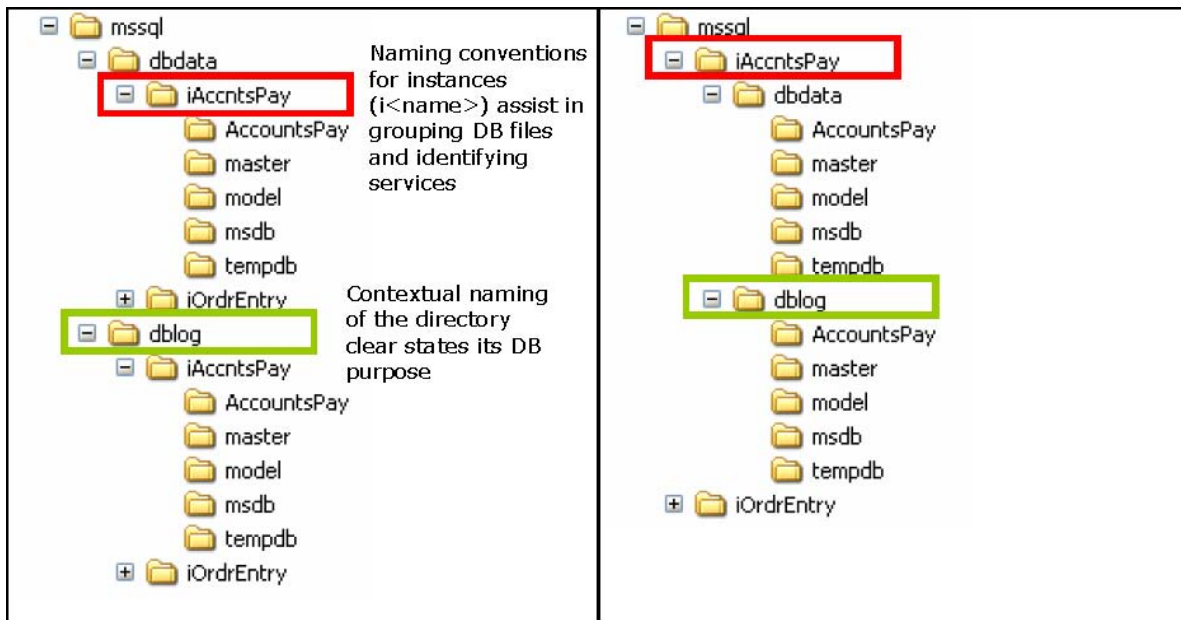 mssql
dbdata
iAccntsPay
AccountsPay
master
model
msdb
tempdb
iOrdrEntry
dblog
iAccntsPay
AccountsPay
master
model
msdb
tempdb
iOrdrEntry
Naming conventions
for instances
(i<name>) assist in
grouping DB files
and identifying
services
Contextual naming
of the directory
clear states its DB
purpose
mssql
iAccntsPay
dbdata
AccountsPay
master
model
msdb
tempdb
dblog
AccountsPay
master
model
msdb
tempdb
iOrdrEntry